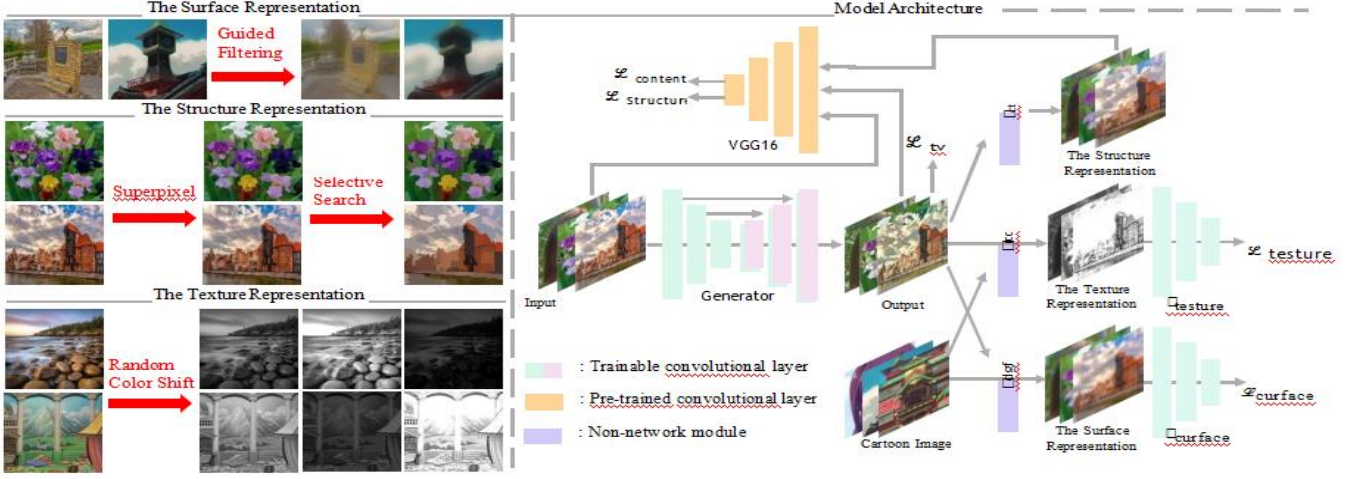 The Surface Representation
Guided
Filtering
The Structure Representation
Superpixel
Selective
Search
The Texture Representation
Random
Color Shift
Model Architecture
ℒ content
ℒ Structure
VGG16
ℒ tv
The Structure
Representation
Input
Generator
Output
The Texture
Representation
□testure
ℒ testure
: Trainable convolutional layer
: Pre-trained convolutional layer
: Non-network module
Cartoon Image
The Surface
Representation
□curface
ℒcurface